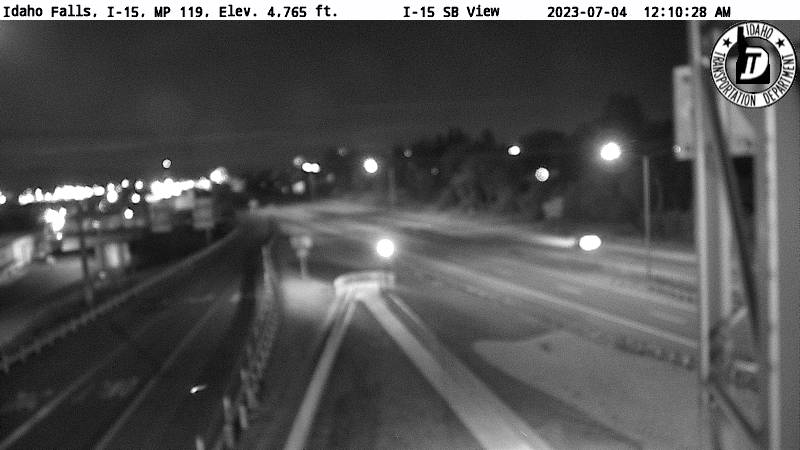 Idaho Falls, I-15, MP 119, Elev. 4,765 ft. I-15 SB View 2023-07-04 12:10:28 AM
IDAHO
TRANSPORTATION DEPARTMENT